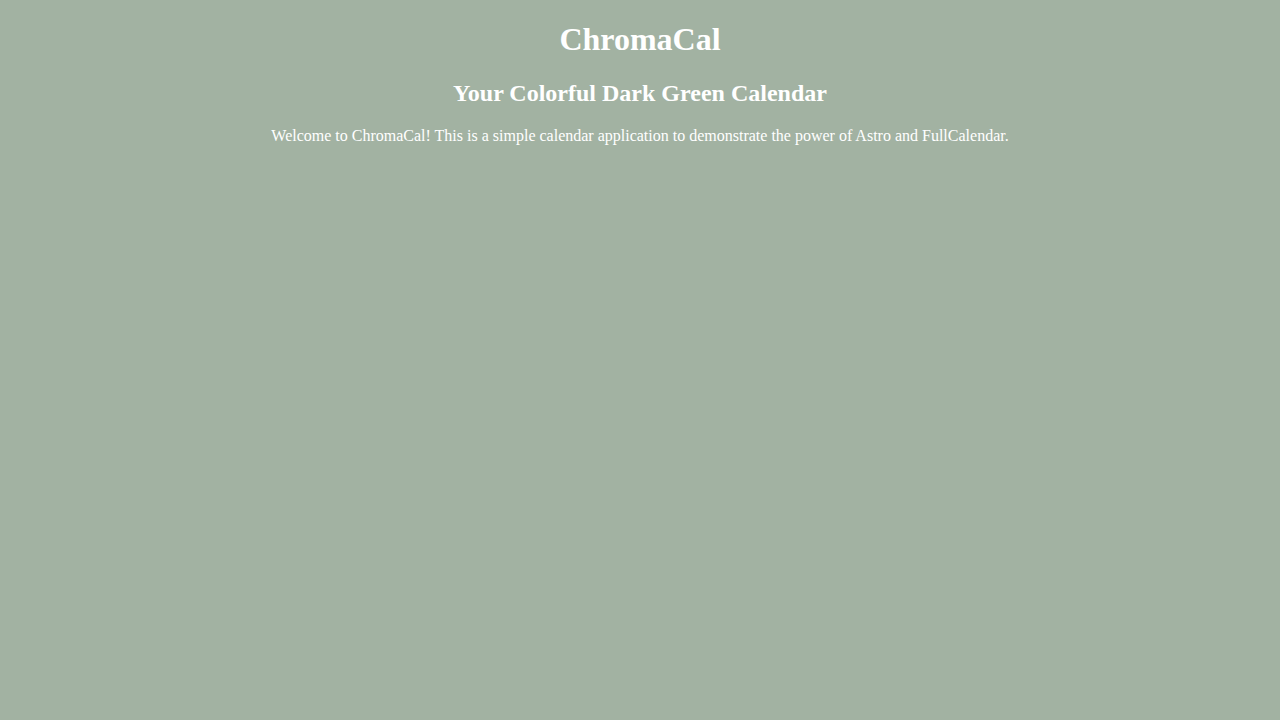 ChromaCal
Your Colorful Dark Green Calendar
Welcome to ChromaCal! This is a simple calendar application to demonstrate the power of Astro and FullCalendar.